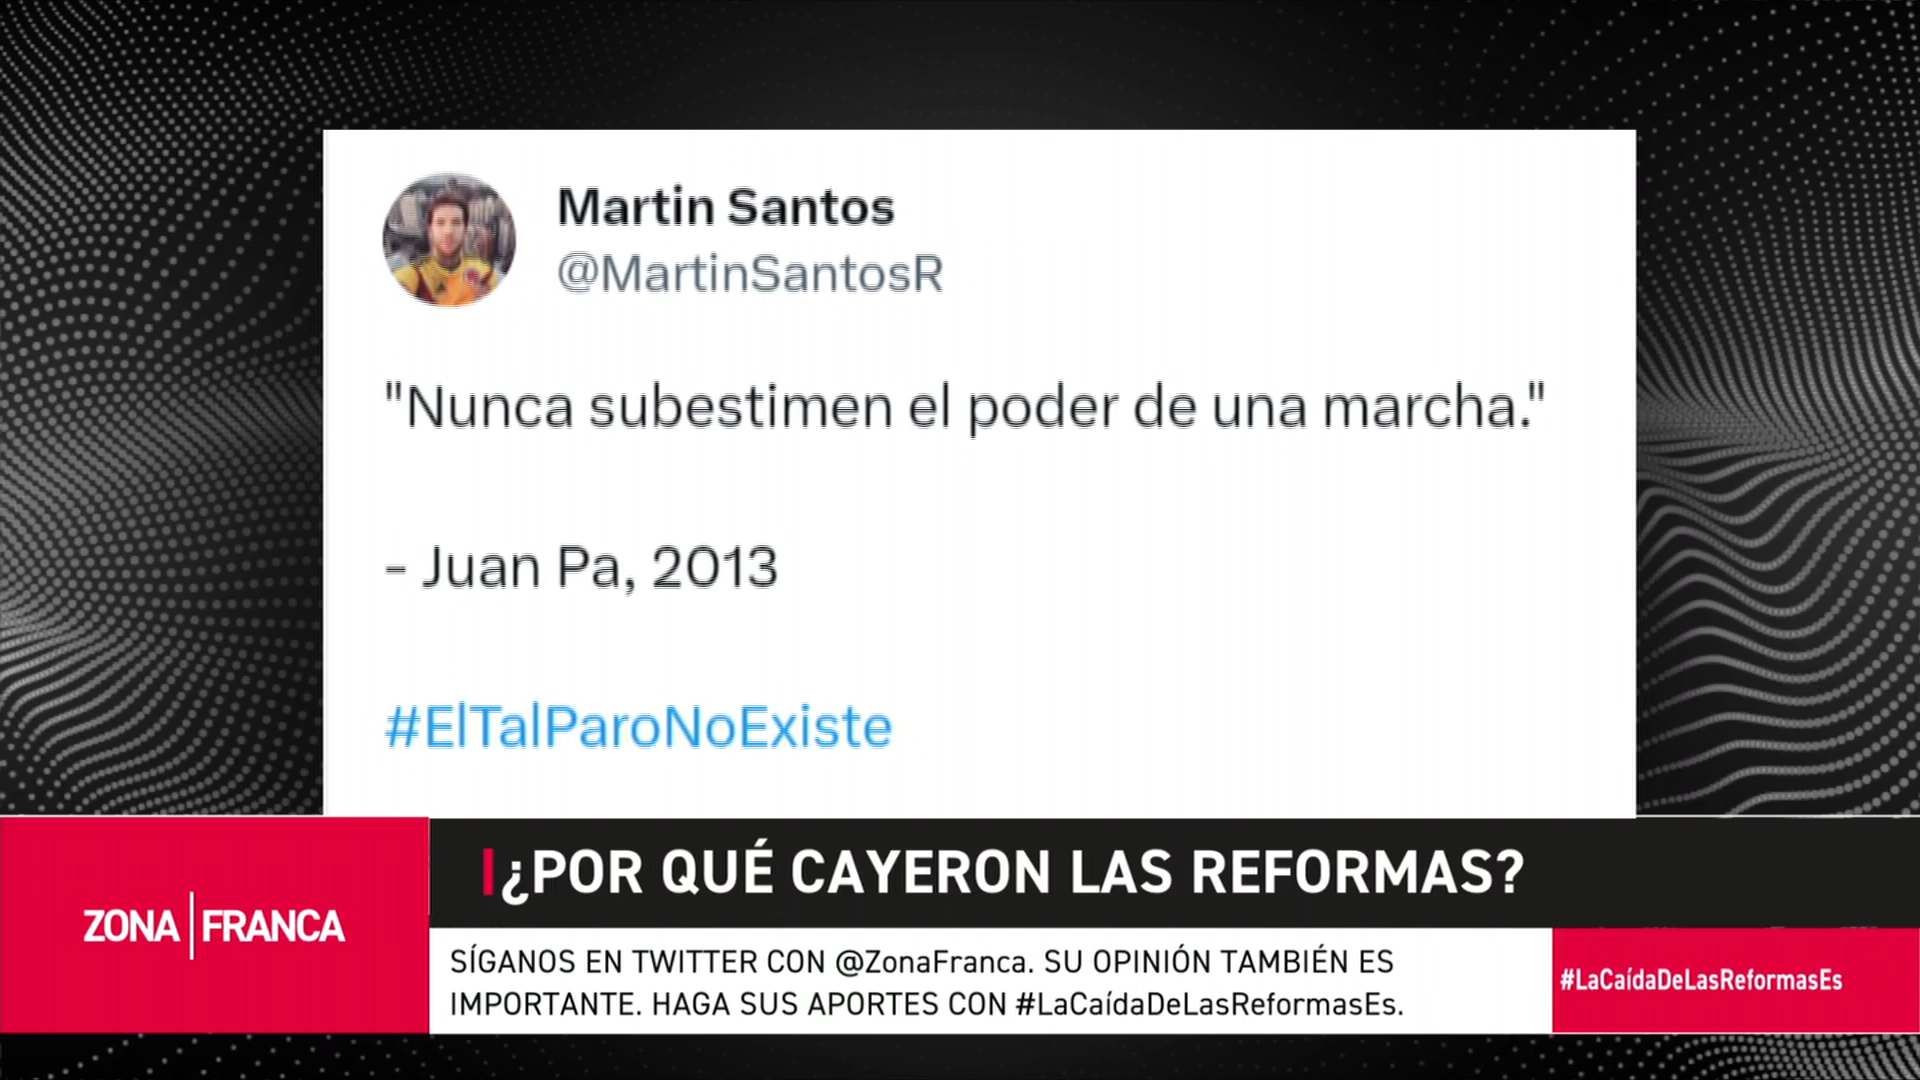 Martin Santos
@MartinSantosR
"Nunca subestimen el poder de una marcha."
- Juan Pa, 2013
#ElTalParoNoExiste
¿POR QUÉ CAYERON LAS REFORMAS?
ZONA FRANCA
SÍGANOS EN TWITTER CON @ZonaFranca. SU OPINIÓN TAMBIÉN ES
IMPORTANTE. HAGA SUS APORTES CON #LaCaídaDeLasReformasEs.
#LaCaídaDeLasReformasEs